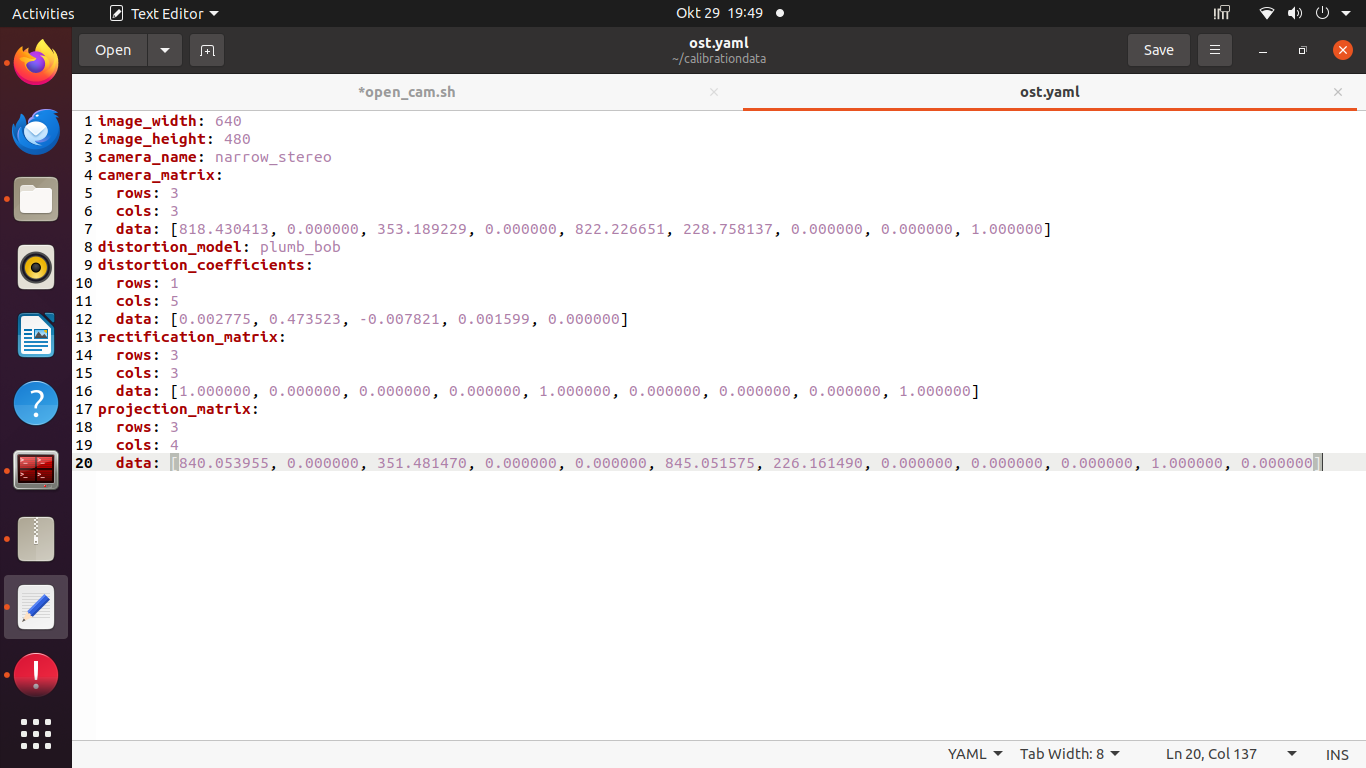 Activities Text Editor Okt 29 19:49
Open ost.yaml Save
~/calibrationdata
*open_cam.sh ost.yaml
1 image_width: 640
2 image_height: 480
3 camera_name: narrow_stereo
4 camera_matrix:
5 rows: 3
6 cols: 3
7 data: [818.430413, 0.000000, 353.189229, 0.000000, 822.226651, 228.758137, 0.000000, 0.000000, 1.000000]
8 distortion_model: plumb_bob
9 distortion_coefficients:
10 rows: 1
11 cols: 5
12 data: [0.002775, 0.473523, -0.007821, 0.001599, 0.000000]
13 rectification_matrix:
14 rows: 3
15 cols: 3
16 data: [1.000000, 0.000000, 0.000000, 0.000000, 1.000000, 0.000000, 0.000000, 0.000000, 1.000000]
17 projection_matrix:
18 rows: 3
19 cols: 4
20 data: [840.053955, 0.000000, 351.481470, 0.000000, 0.000000, 845.051575, 226.161490, 0.000000, 0.000000, 0.000000, 1.000000, 0.000000]
YAML Tab Width: 8 Ln 20, Col 137 INS